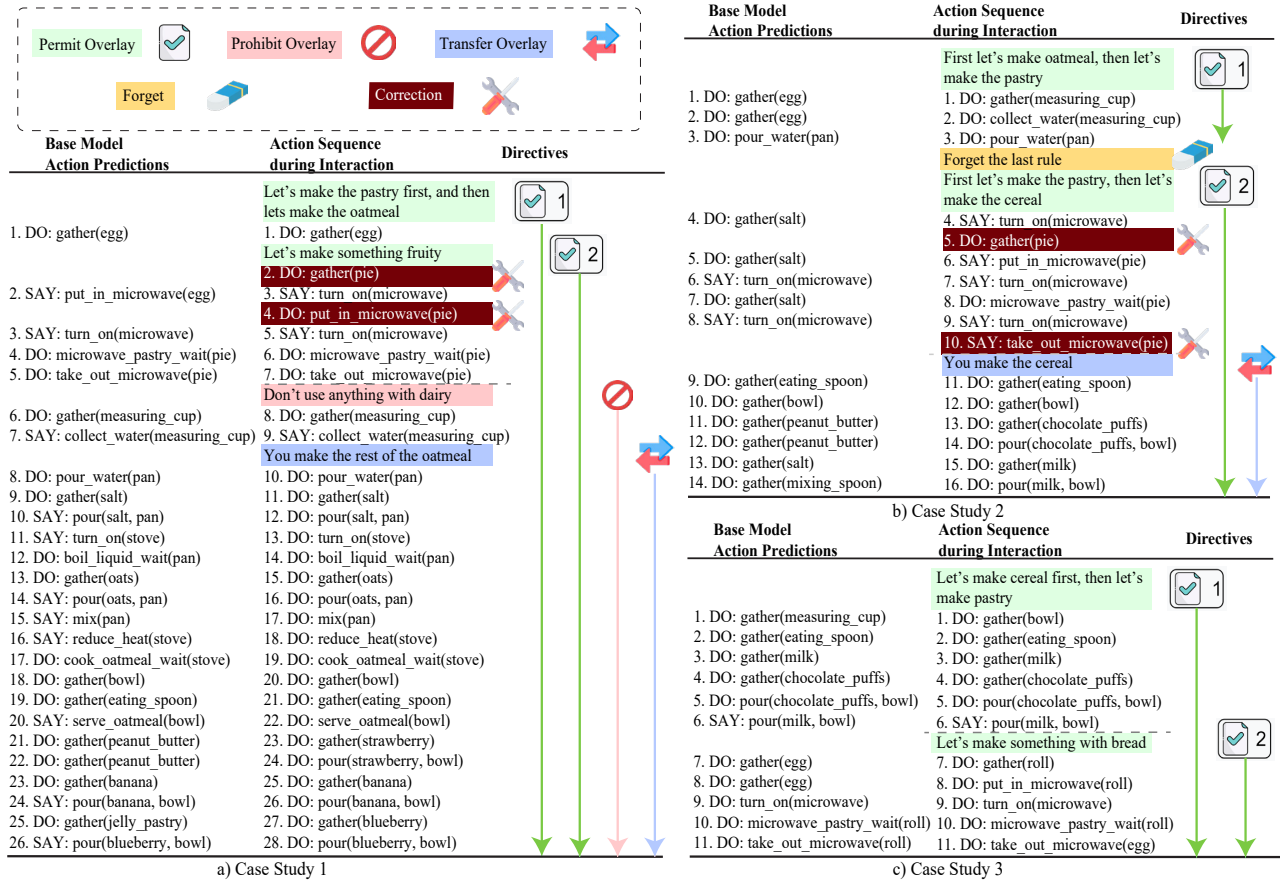 Permit Overlay
Prohibit Overlay
Transfer Overlay
Forget
Correction
Base Model
Action Predictions
Action Sequence
during Interaction
Directives
Let's make the pastry first, and then
lets make the oatmeal
1
1. DO: gather(egg)
1. DO: gather(egg)
Let's make something fruity
2
2. DO: gather(pie)
2. SAY: put_in_microwave(egg)
3. SAY: turn_on(microwave)
4. DO: put_in_microwave(pie)
3. SAY: turn_on(microwave)
5. SAY: turn_on(microwave)
4. DO: microwave_pastry_wait(pie)
6. DO: microwave_pastry_wait(pie)
5. DO: take_out_microwave(pie)
7. DO: take_out_microwave(pie)
Don't use anything with dairy
6. DO: gather(measuring_cup)
8. DO: gather(measuring_cup)
7. SAY: collect_water(measuring_cup)
9. SAY: collect_water(measuring_cup)
You make the rest of the oatmeal
8. DO: pour_water(pan)
10. DO: pour_water(pan)
9. DO: gather(salt)
11. DO: gather(salt)
10. SAY: pour(salt, pan)
12. DO: pour(salt, pan)
11. SAY: turn_on(stove)
13. DO: turn_on(stove)
12. DO: boil_liquid_wait(pan)
14. DO: boil_liquid_wait(pan)
13. DO: gather(oats)
15. DO: gather(oats)
14. SAY: pour(oats, pan)
16. DO: pour(oats, pan)
15. SAY: mix(pan)
17. DO: mix(pan)
16. SAY: reduce_heat(stove)
18. DO: reduce_heat(stove)
17. DO: cook_oatmeal_wait(stove)
19. DO: cook_oatmeal_wait(stove)
18. DO: gather(bowl)
20. DO: gather(bowl)
19. DO: gather(eating_spoon)
21. DO: gather(eating_spoon)
20. SAY: serve_oatmeal(bowl)
22. DO: serve_oatmeal(bowl)
21. DO: gather(peanut_butter)
23. DO: gather(strawberry)
22. DO: gather(peanut_butter)
24. DO: pour(strawberry, bowl)
23. DO: gather(banana)
25. DO: gather(banana)
24. SAY: pour(banana, bowl)
26. DO: pour(banana, bowl)
25. DO: gather(jelly_pastry)
27. DO: gather(blueberry)
26. SAY: pour(blueberry, bowl)
28. DO: pour(blueberry, bowl)
a) Case Study 1
Base Model
Action Predictions
Action Sequence
during Interaction
Directives
First let's make oatmeal, then let's
make the pastry
1
1. DO: gather(egg)
1. DO: gather(measuring_cup)
2. DO: gather(egg)
2. DO: collect_water(measuring_cup)
3. DO: pour_water(pan)
3. DO: pour_water(pan)
Forget the last rule
First let's make the pastry, then let's
make the cereal
2
4. DO: gather(salt)
4. SAY: turn_on(microwave)
5. DO: gather(pie)
5. DO: gather(salt)
6. SAY: put_in_microwave(pie)
6. SAY: turn_on(microwave)
7. SAY: turn_on(microwave)
7. DO: gather(salt)
8. DO: microwave_pastry_wait(pie)
8. SAY: turn_on(microwave)
9. SAY: turn_on(microwave)
10. SAY: take_out_microwave(pie)
You make the cereal
9. DO: gather(eating_spoon)
11. DO: gather(eating_spoon)
10. DO: gather(bowl)
12. DO: gather(bowl)
11. DO: gather(peanut_butter)
13. DO: gather(chocolate_puffs)
12. DO: gather(peanut_butter)
14. DO: pour(chocolate_puffs, bowl)
13. DO: gather(salt)
15. DO: gather(milk)
14. DO: gather(mixing_spoon)
16. DO: pour(milk, bowl)
b) Case Study 2
Base Model
Action Predictions
Action Sequence
during Interaction
Directives
Let's make cereal first, then let's
make pastry
1
1. DO: gather(measuring_cup)
1. DO: gather(bowl)
2. DO: gather(eating_spoon)
2. DO: gather(eating_spoon)
3. DO: gather(milk)
3. DO: gather(milk)
4. DO: gather(chocolate_puffs)
4. DO: gather(chocolate_puffs)
5. DO: pour(chocolate_puffs, bowl)
5. DO: pour(chocolate_puffs, bowl)
6. SAY: pour(milk, bowl)
6. SAY: pour(milk, bowl)
Let's make something with bread
2
7. DO: gather(egg)
7. DO: gather(roll)
8. DO: gather(egg)
8. DO: put_in_microwave(roll)
9. DO: turn_on(microwave)
9. DO: turn_on(microwave)
10. DO: microwave_pastry_wait(roll)
10. DO: microwave_pastry_wait(roll)
11. DO: take_out_microwave(roll)
11. DO: take_out_microwave(egg)
c) Case Study 3